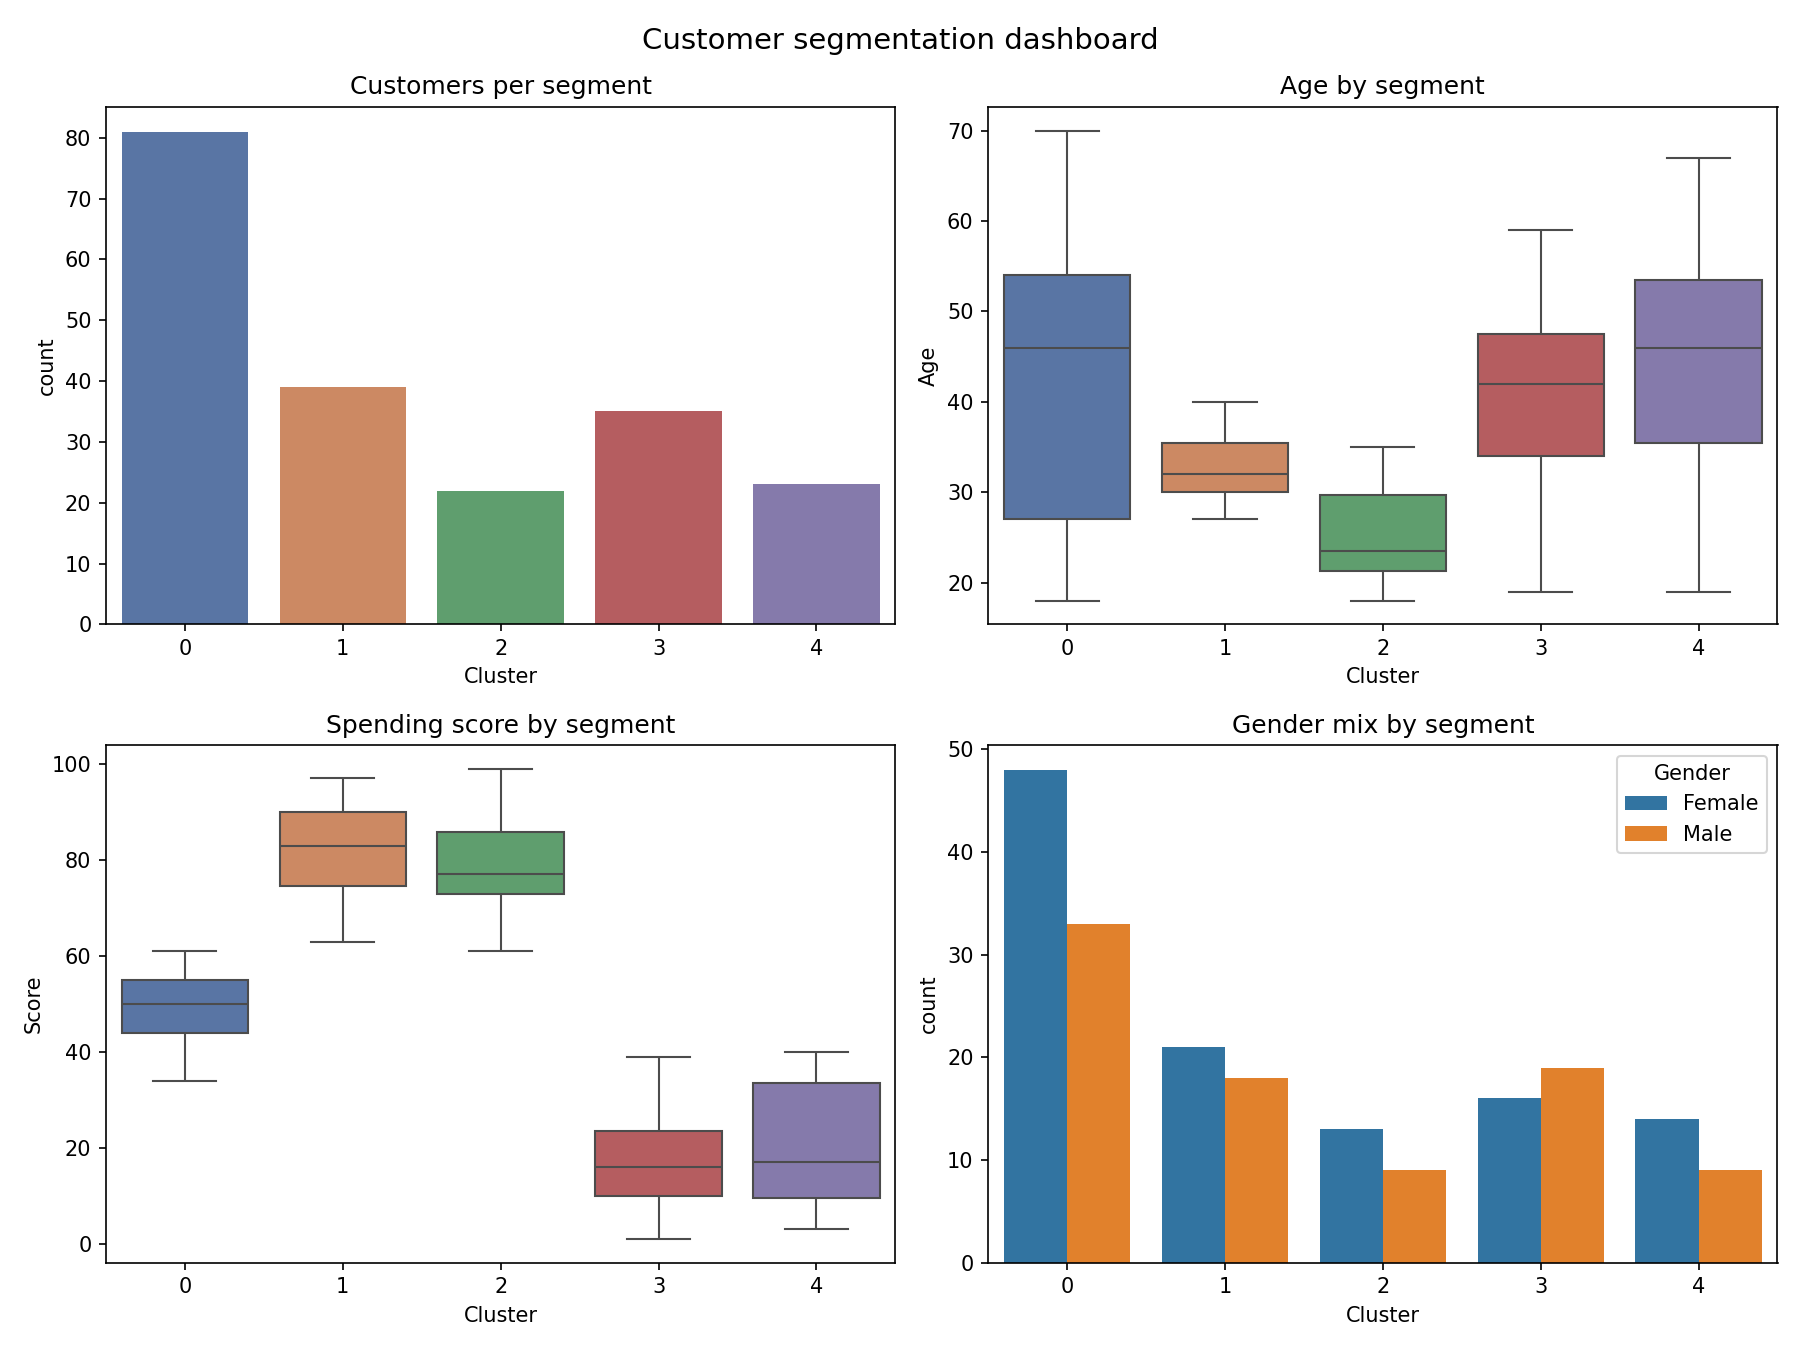 Customer segmentation dashboard
Customers per segment
80
70
60
50
40
30
20
10
0
count
0 1 2 3 4
Cluster
Age by segment
70
60
50
40
30
20
Age
0 1 2 3 4
Cluster
Spending score by segment
100
80
60
40
20
0
Score
0 1 2 3 4
Cluster
Gender mix by segment
50
40
30
20
10
0
count
Gender
Female
Male
0 1 2 3 4
Cluster